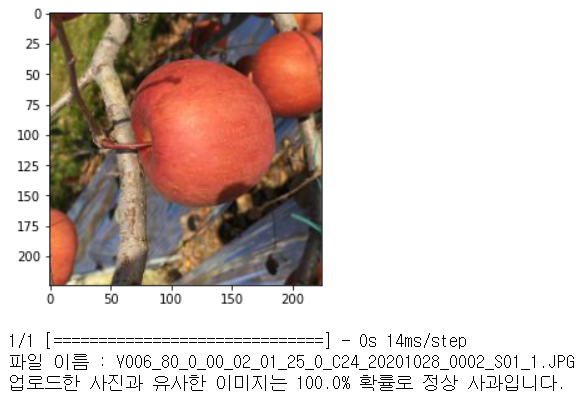 0
25
50
75
100
125
150
175
200
0 50 100 150 200
1/1 [==============================] - 0s 14ms/step
파일 이름 : V006_80_0_00_02_01_25_0_C24_20201028_0002_S01_1.JPG
업로드한 사진과 유사한 이미지는 100.0% 확률로 정상 사과입니다.